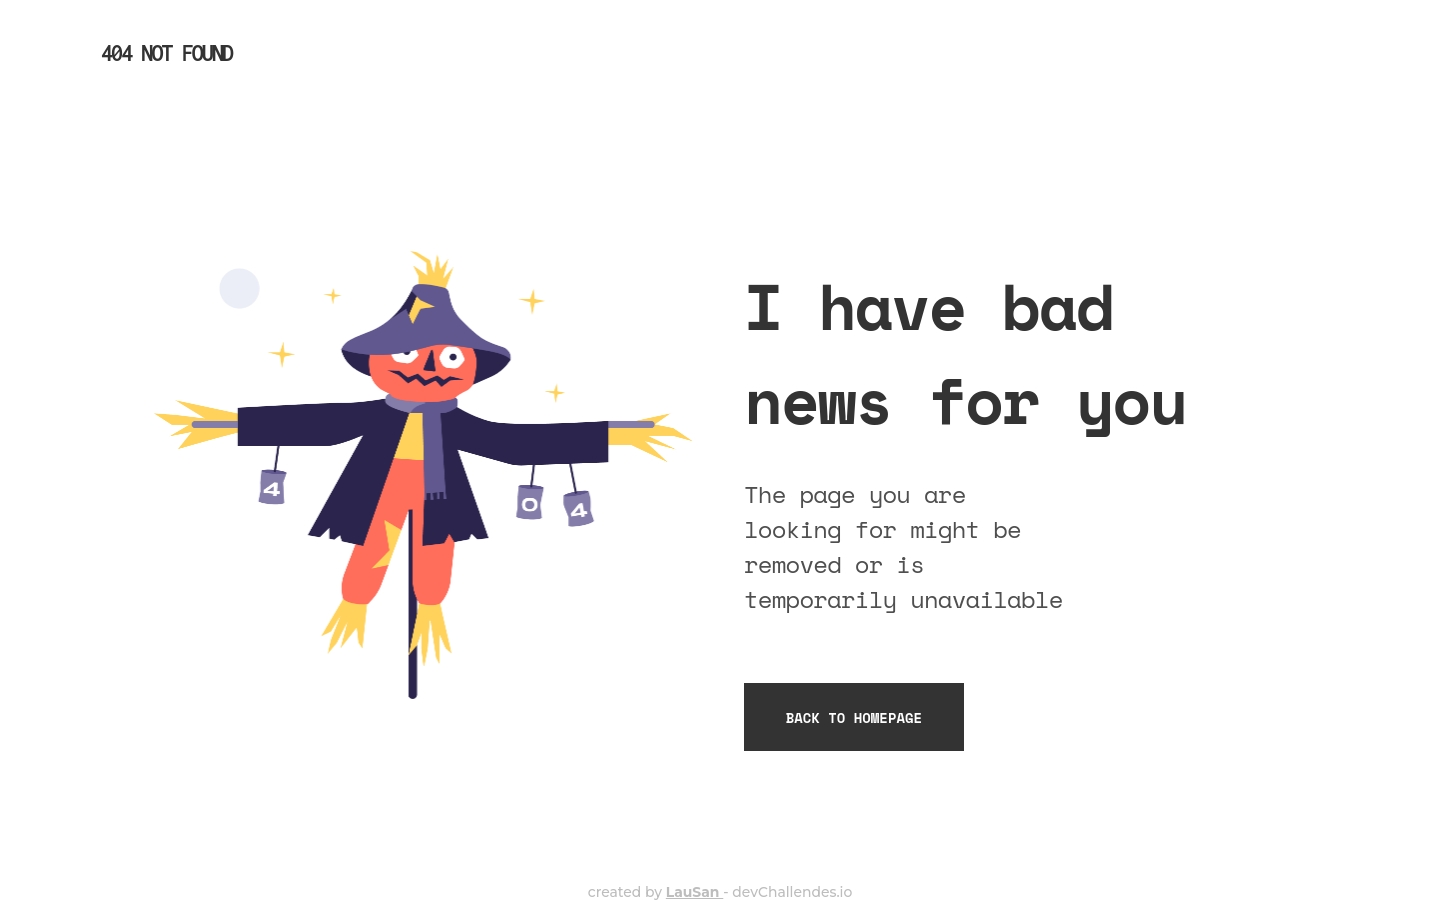 404 NOT FOUND
I have bad
news for you
The page you are
looking for might be
removed or is
temporarily unavailable
4
0
4
BACK TO HOMEPAGE
created by LauSan - devChallendes.io